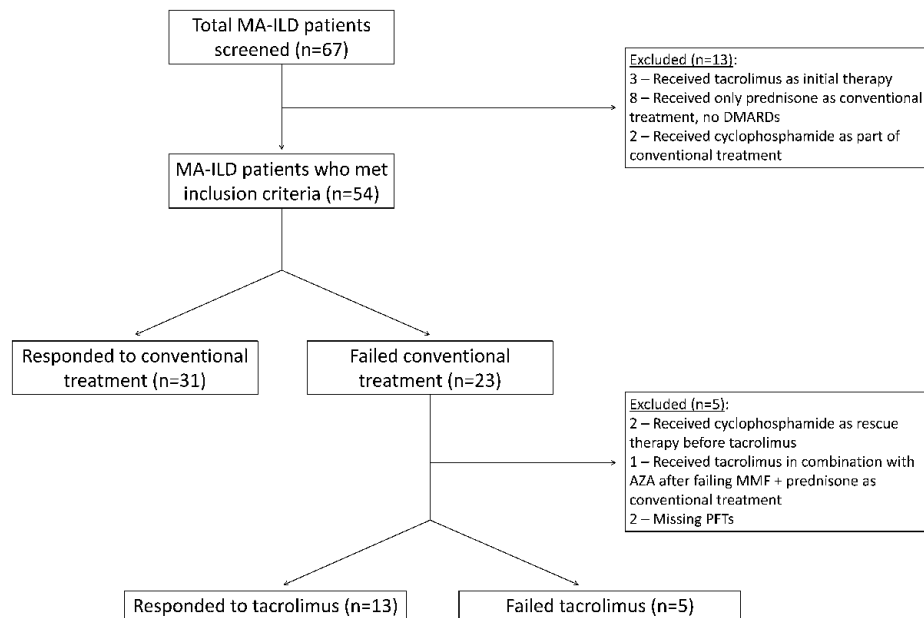 Total MA-ILD patients
screened (n=67)
Excluded (n=13):
3 – Received tacrolimus as initial therapy
8 – Received only prednisone as conventional
treatment, no DMARDs
2 – Received cyclophosphamide as part of
conventional treatment
MA-ILD patients who met
inclusion criteria (n=54)
Responded to conventional
treatment (n=31)
Failed conventional
treatment (n=23)
Excluded (n=5):
2 – Received cyclophosphamide as rescue
therapy before tacrolimus
1 – Received tacrolimus in combination with
AZA after failing MMF + prednisone as
conventional treatment
2 – Missing PFTs
Responded to tacrolimus (n=13)
Failed tacrolimus (n=5)